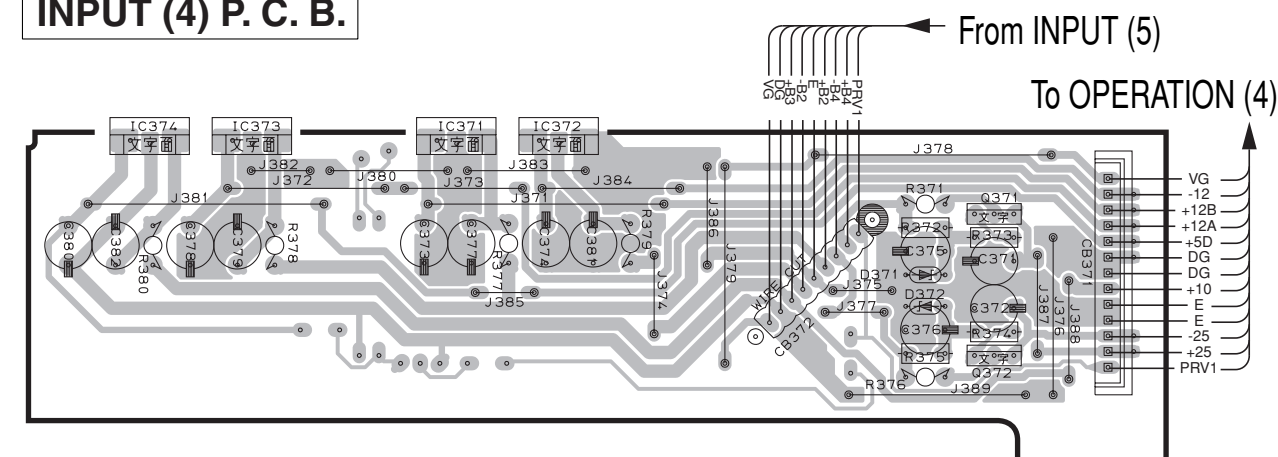 INPUT (4) P. C. B.
From INPUT (5)
To OPERATION (4)
VG
DG
+B3
-B2
E
+B2
-B4
+B4
PRV1
IC374
IC373
IC371
IC372
文字面
文字面
文字面
文字面
J382
J372
J380
J373
J383
J384
J381
J371
J378
J386
J379
C380
C382
R380
C378
C379
R378
C373
C377
R377
C374
C381
R379
J385
J374
WIRE CUT
CB372
J375
J377
R371
R372
C375
D371
D372
C376
R375
R376
Q371
文字
R373
C371
C372
R374
文字
Q372
J389
J387
J376
J388
CB371
VG
-12
+12B
+12A
+5D
DG
DG
+10
E
E
-25
+25
PRV1